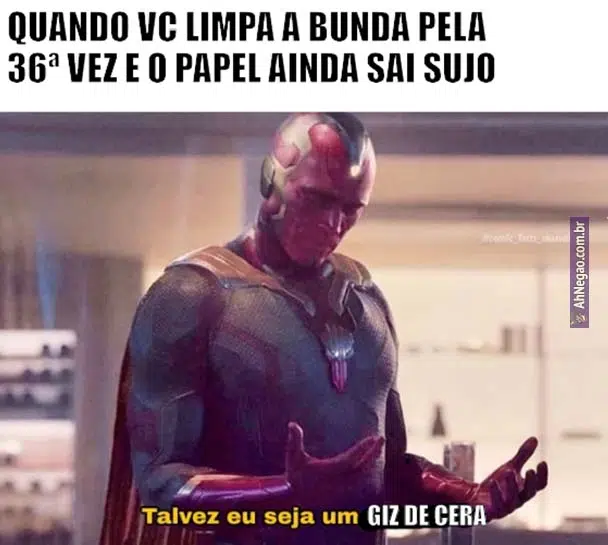 QUANDO VC LIMPA A BUNDA PELA
36ª VEZ E O PAPEL AINDA SAI SUJO
AhNegao.com.br
Talvez eu seja um GIZ DE CERA